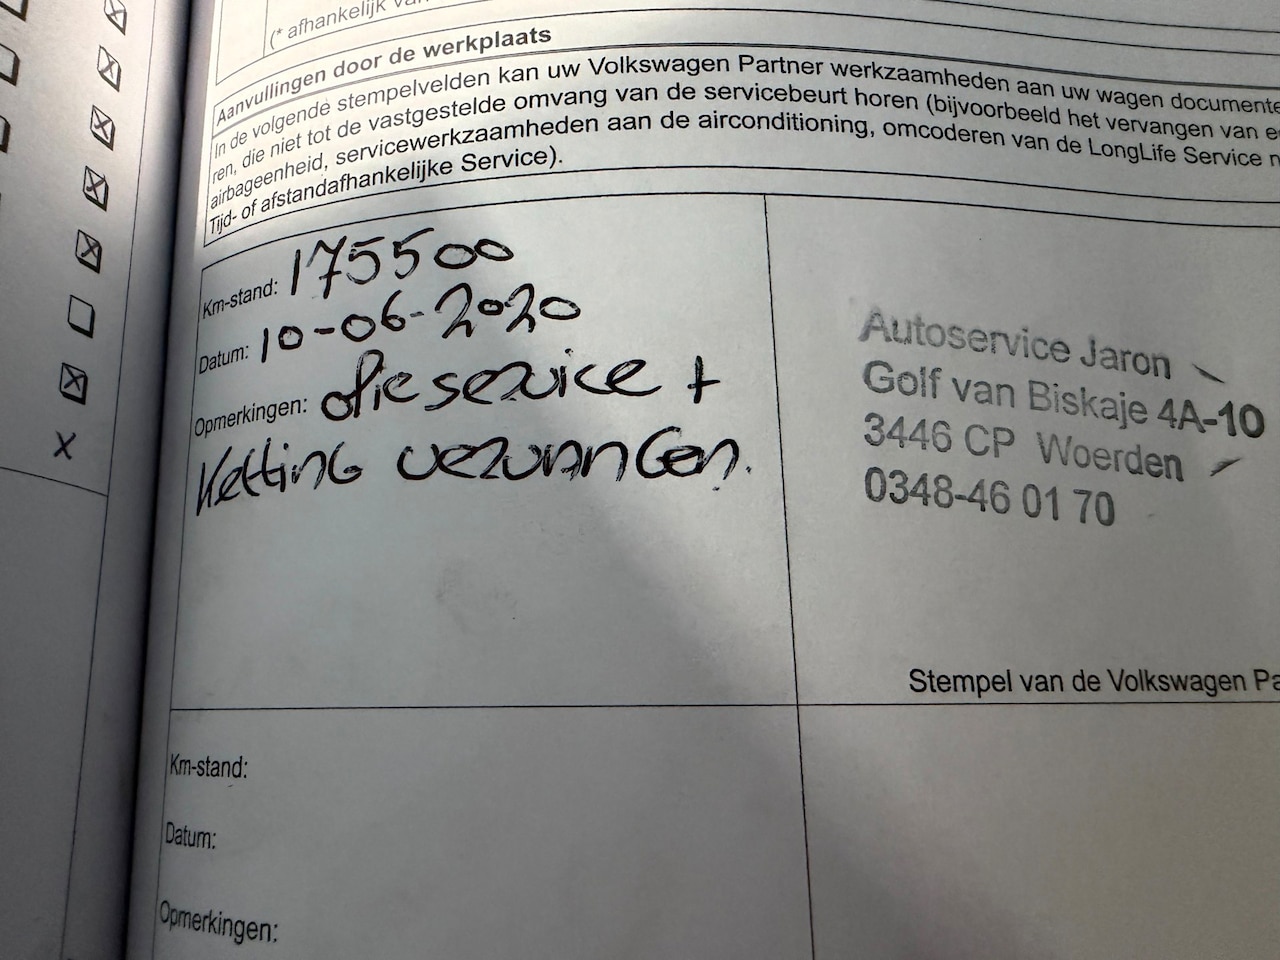 (* afhankelijk
Aanvullingen door de werkplaats
In de volgende stempelvelden kan uw Volkswagen Partner werkzaamheden aan uw wagen documente
ren, die niet tot de vastgestelde omvang van de servicebeurt horen (bijvoorbeeld het vervangen van e
airbageenheid, servicewerkzaamheden aan de airconditioning, omcoderen van de LongLife Service n
Tijd- of afstandafhankelijke Service).
Km-stand: 175500
Datum: 10-06-2020
Opmerkingen: olie service +
Ketting vervangen.
Autoservice Jaron
Golf van Biskaje 4A-10
3446 CP Woerden
0348-46 01 70
Stempel van de Volkswagen Pa
Km-stand:
Datum:
Opmerkingen: